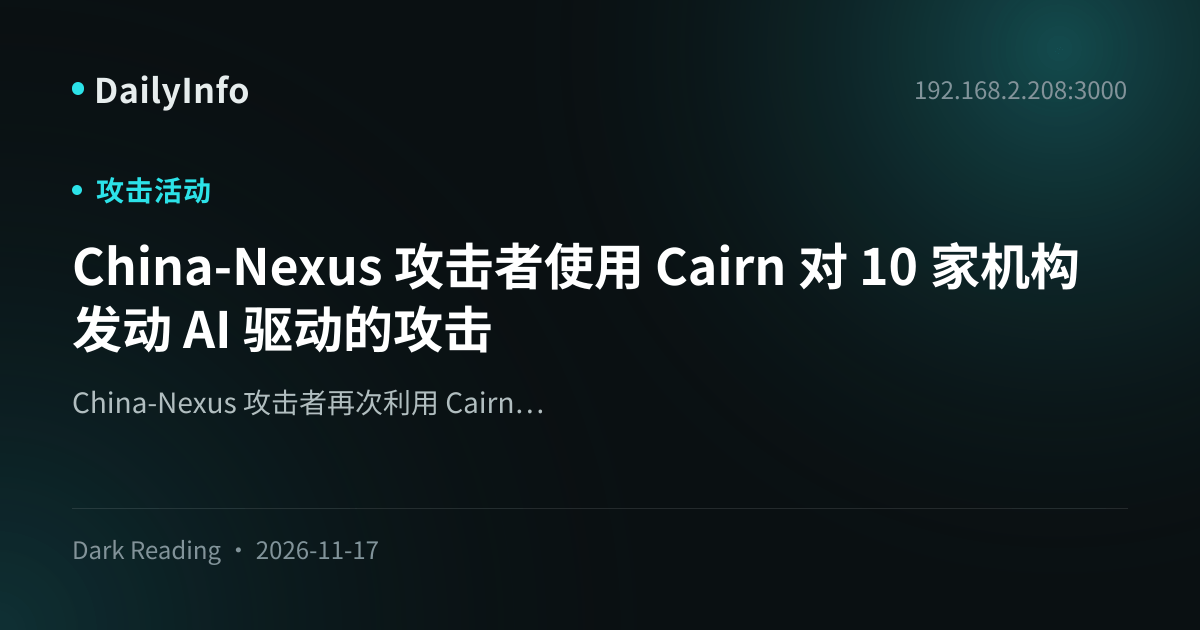 DailyInfo
192.168.2.208:3000
攻击活动
China-Nexus 攻击者使用 Cairn 对 10 家机构
发动 AI 驱动的攻击
China-Nexus 攻击者再次利用 Cairn…
Dark Reading • 2026-11-17